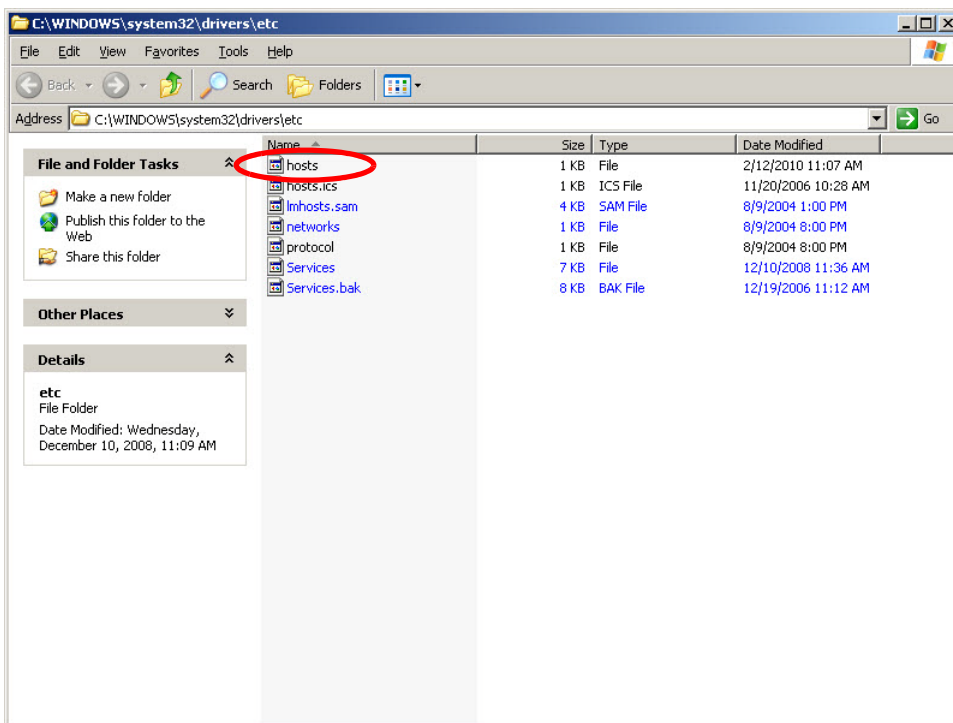 C:\WINDOWS\system32\drivers\etc
File Edit View Favorites Tools Help
Back Search Folders
Address C:\WINDOWS\system32\drivers\etc Go
File and Folder Tasks
Make a new folder
Publish this folder to the
Web
Share this folder
Other Places
Details
etc
File Folder
Date Modified: Wednesday,
December 10, 2008, 11:09 AM
Name Size Type Date Modified
hosts 1 KB File 2/12/2010 11:07 AM
hosts.ics 1 KB ICS File 11/20/2006 10:28 AM
lmhosts.sam 4 KB SAM File 8/9/2004 1:00 PM
networks 1 KB File 8/9/2004 8:00 PM
protocol 1 KB File 8/9/2004 8:00 PM
Services 7 KB File 12/10/2008 11:36 AM
Services.bak 8 KB BAK File 12/19/2006 11:12 AM